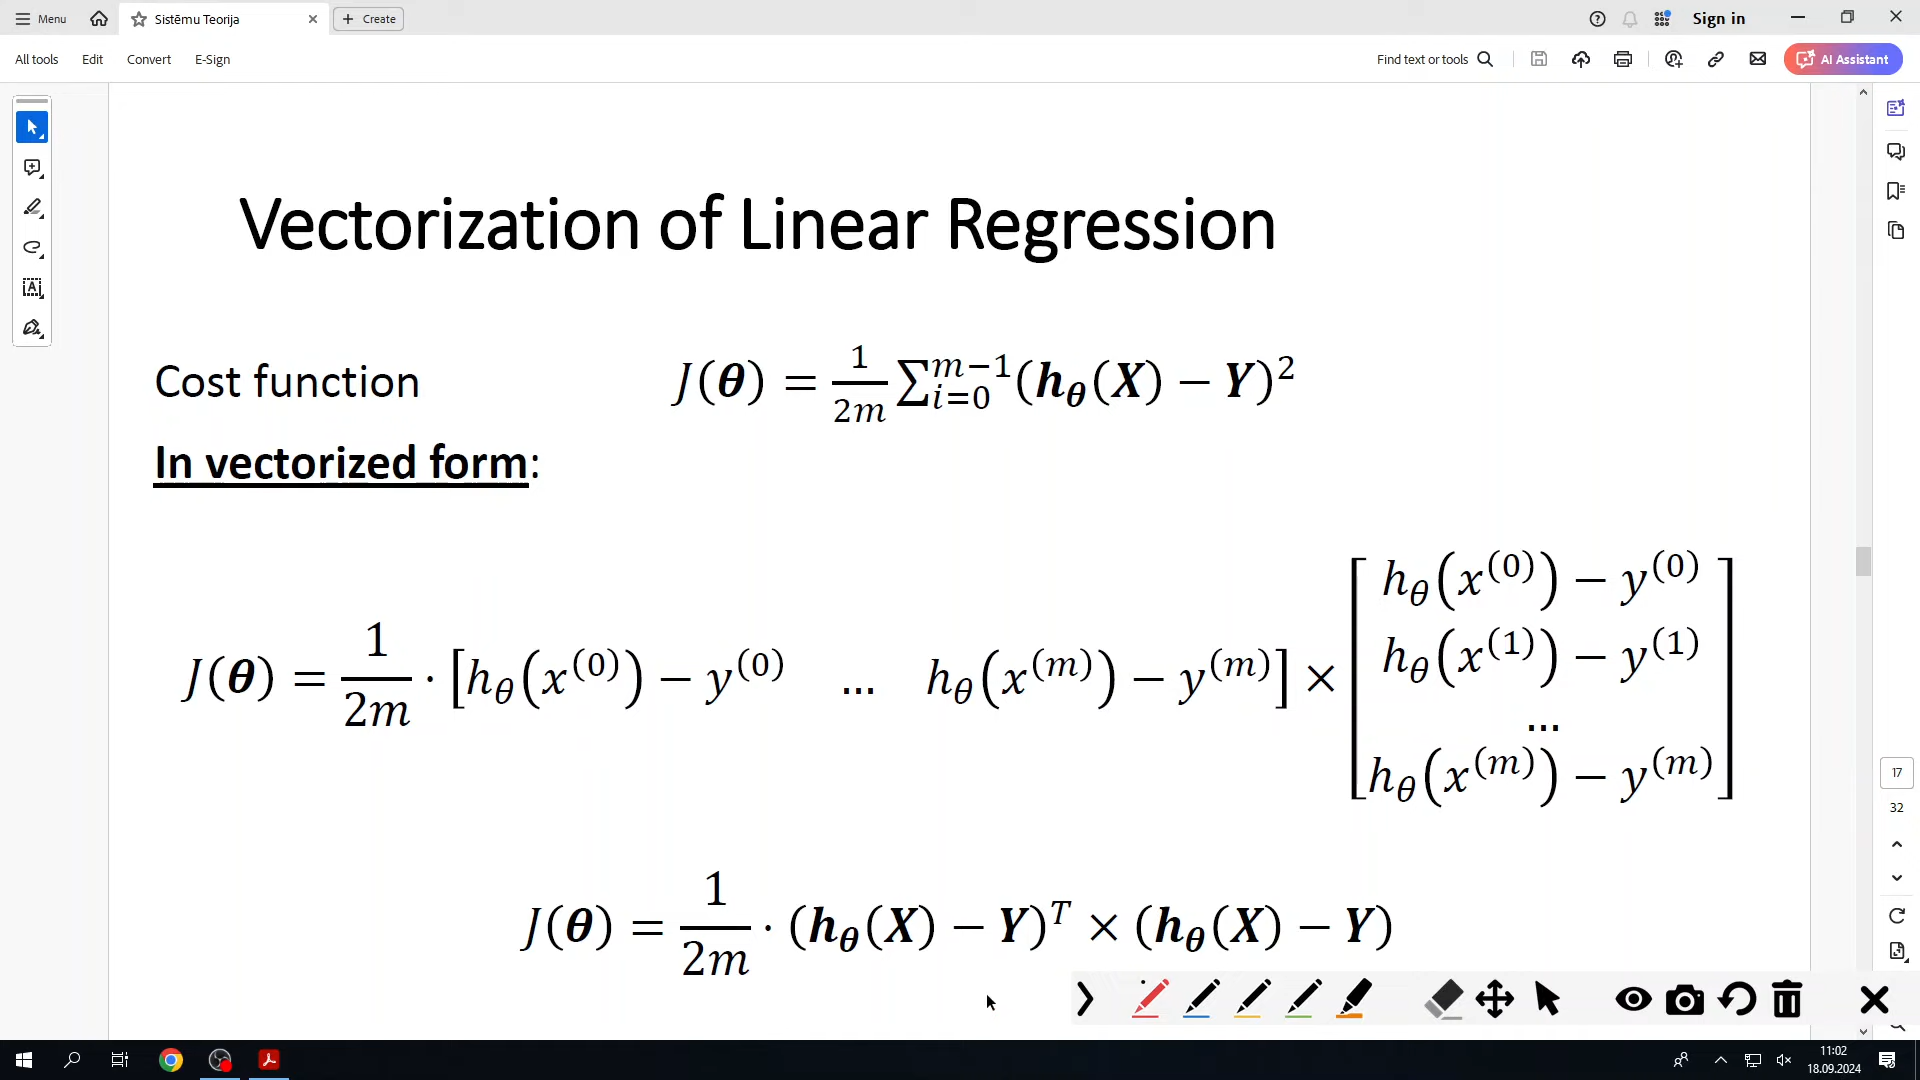 Menu
Sistēmu Teorija
Create
Sign in
All tools
Edit
Convert
E-Sign
Find text or tools
AI Assistant
Vectorization of Linear Regression
Cost function J(θ) = 1/2m ∑_{i=0}^{m−1} (h_θ(X) − Y)²
In vectorized form:
J(θ) = 1/2m · [h_θ(x^(0)) − y^(0) ... h_θ(x^(m)) − y^(m)] × [h_θ(x^(0)) − y^(0)
h_θ(x^(1)) − y^(1)
...
h_θ(x^(m)) − y^(m)]
J(θ) = 1/2m · (h_θ(X) − Y)^T × (h_θ(X) − Y)
17
32
11:02
18.09.2024